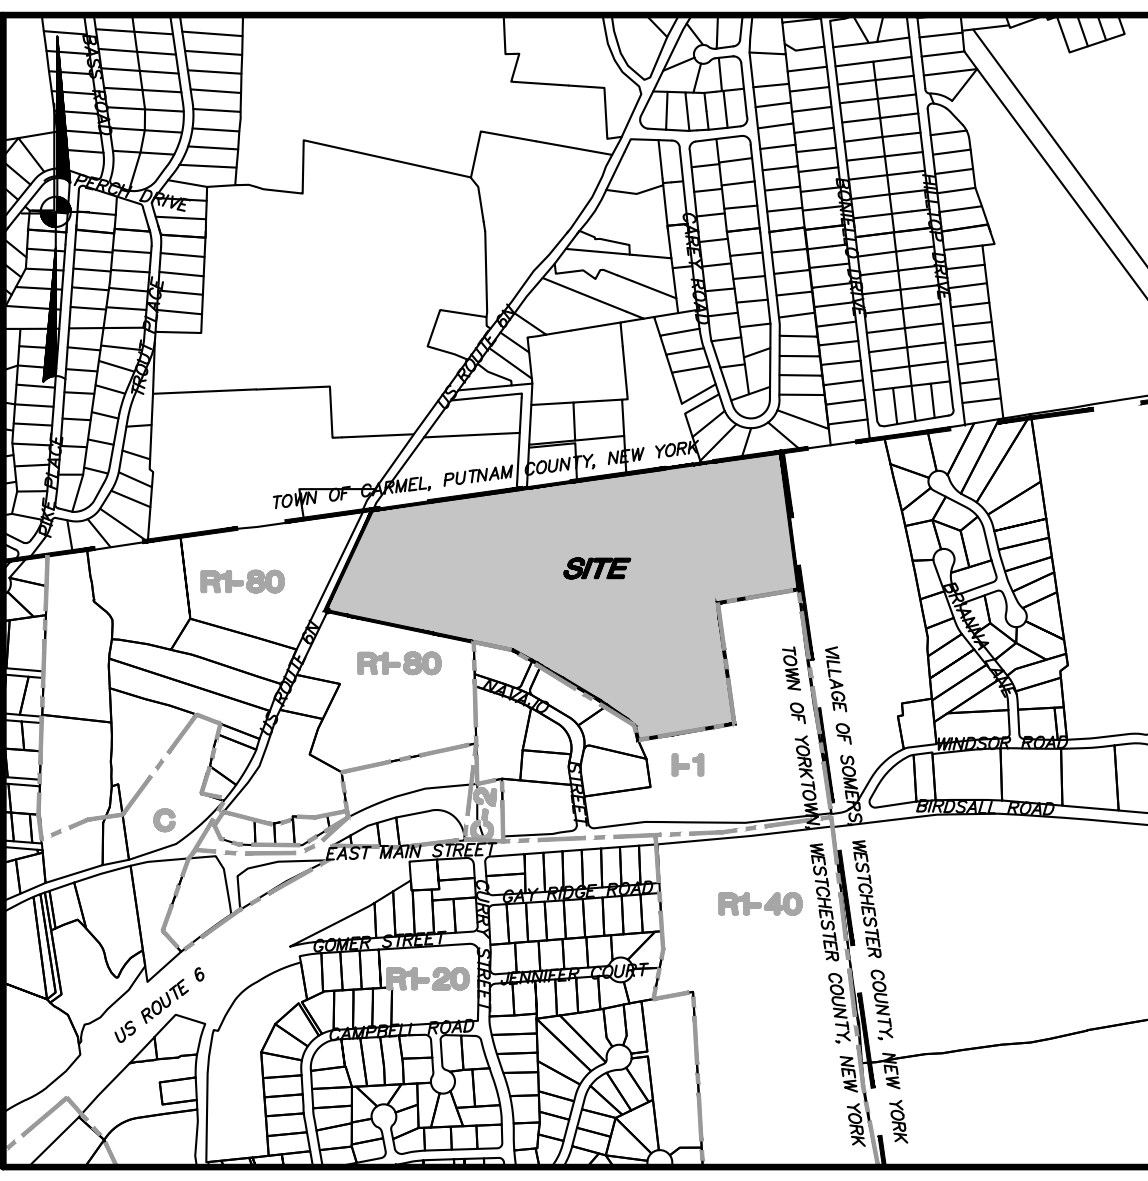 BASS ROAD
PERCH DRIVE
CAREY ROAD
BONIELLO DRIVE
HILLTOP DRIVE
TROUT PLACE
US ROUTE 6N
PIKE PLACE
TOWN OF CARMEL, PUTNAM COUNTY, NEW YORK
SITE
R1-80
BRIANNA LANE
US ROUTE 6N
R1-80
NAVAJO
STREET
TOWN OF YORKTOWN, WESTCHESTER COUNTY, NEW YORK
VILLAGE OF SOMERS WESTCHESTER COUNTY, NEW YORK
WINDSOR ROAD
I-1
C-2
BIRDSALL ROAD
C
EAST MAIN STREET
CURRY STREET
GAY RIDGE ROAD
R1-40
GOMER STREET
R1-20
JENNIFER COURT
US ROUTE 6
CAMPBELL ROAD